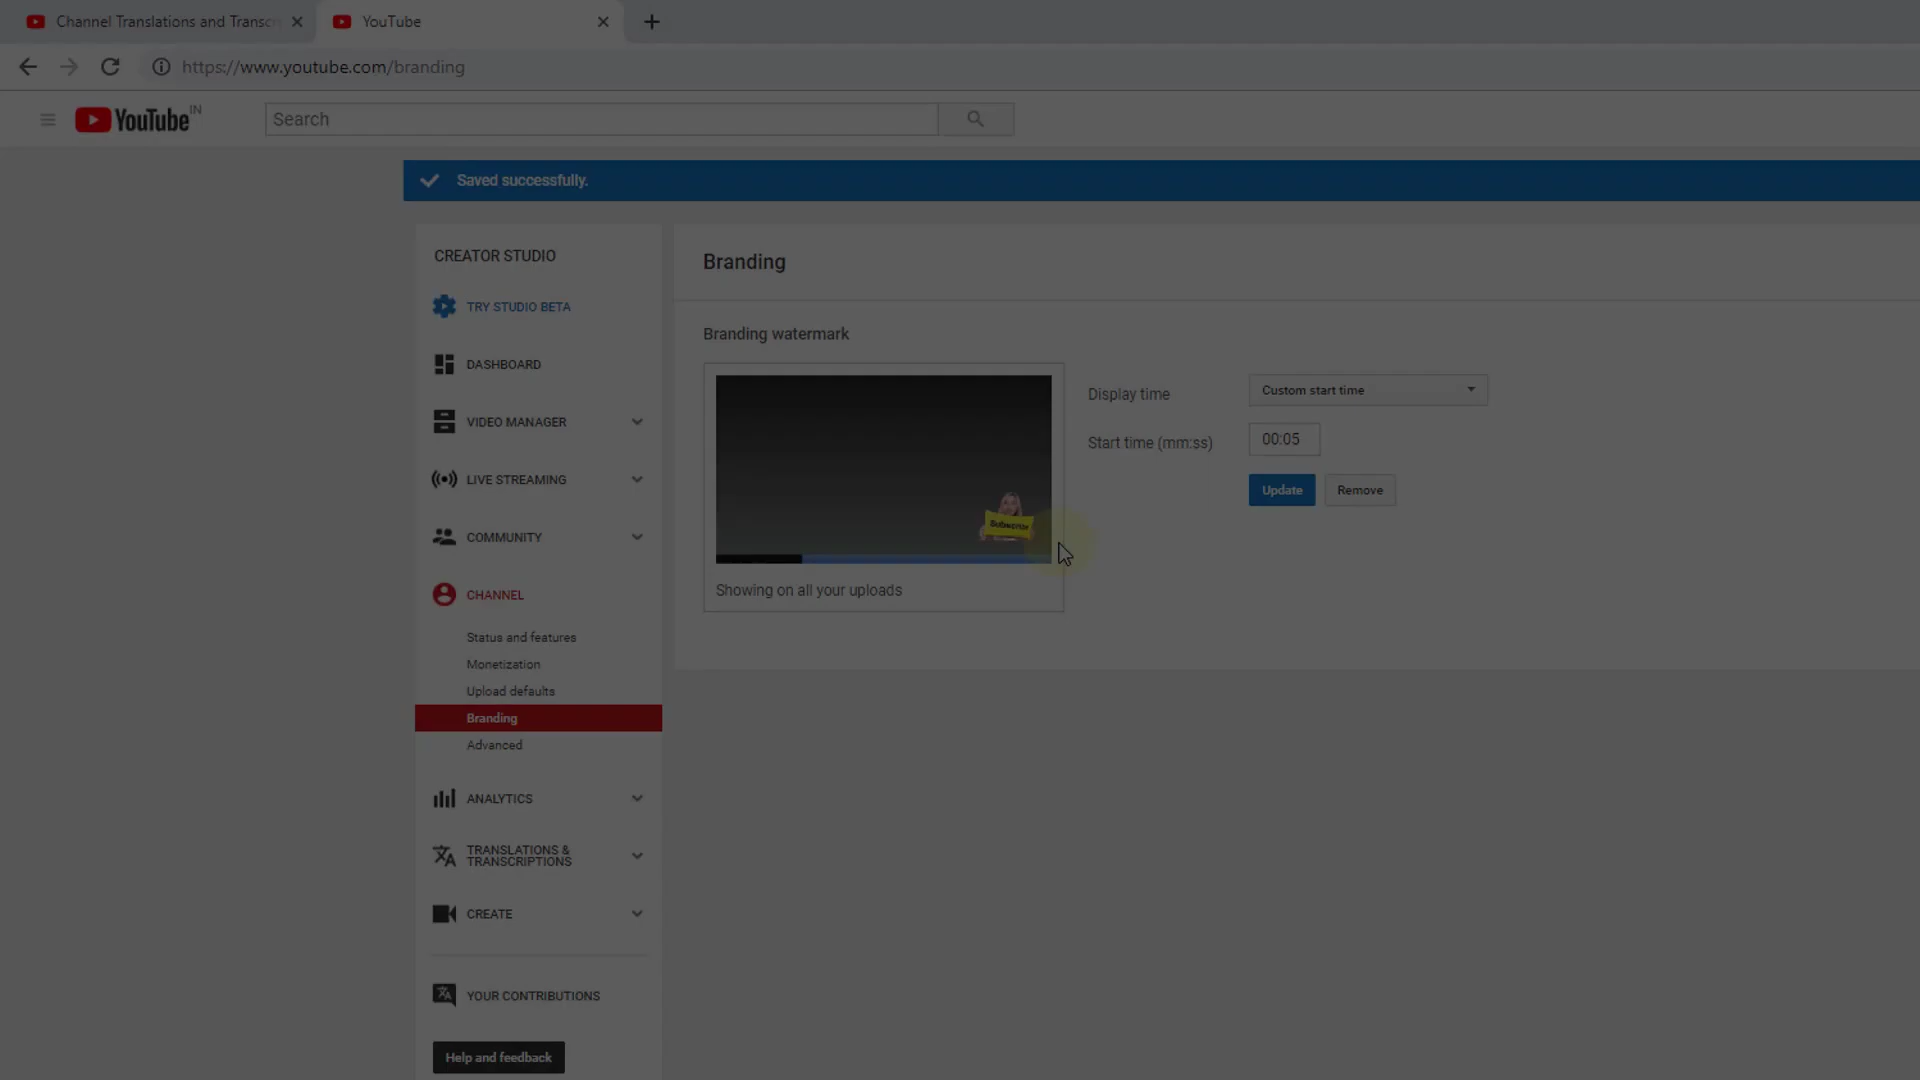 Channel Translations and Transcr
YouTube
https://www.youtube.com/branding
YouTube IN
Search
Saved successfully.
CREATOR STUDIO
TRY STUDIO BETA
DASHBOARD
VIDEO MANAGER
LIVE STREAMING
COMMUNITY
CHANNEL
Status and features
Monetization
Upload defaults
Branding
Advanced
ANALYTICS
TRANSLATIONS &
TRANSCRIPTIONS
CREATE
YOUR CONTRIBUTIONS
Help and feedback
Branding
Branding watermark
Subscribe
Showing on all your uploads
Display time
Custom start time
Start time (mm:ss)
00:05
Update
Remove